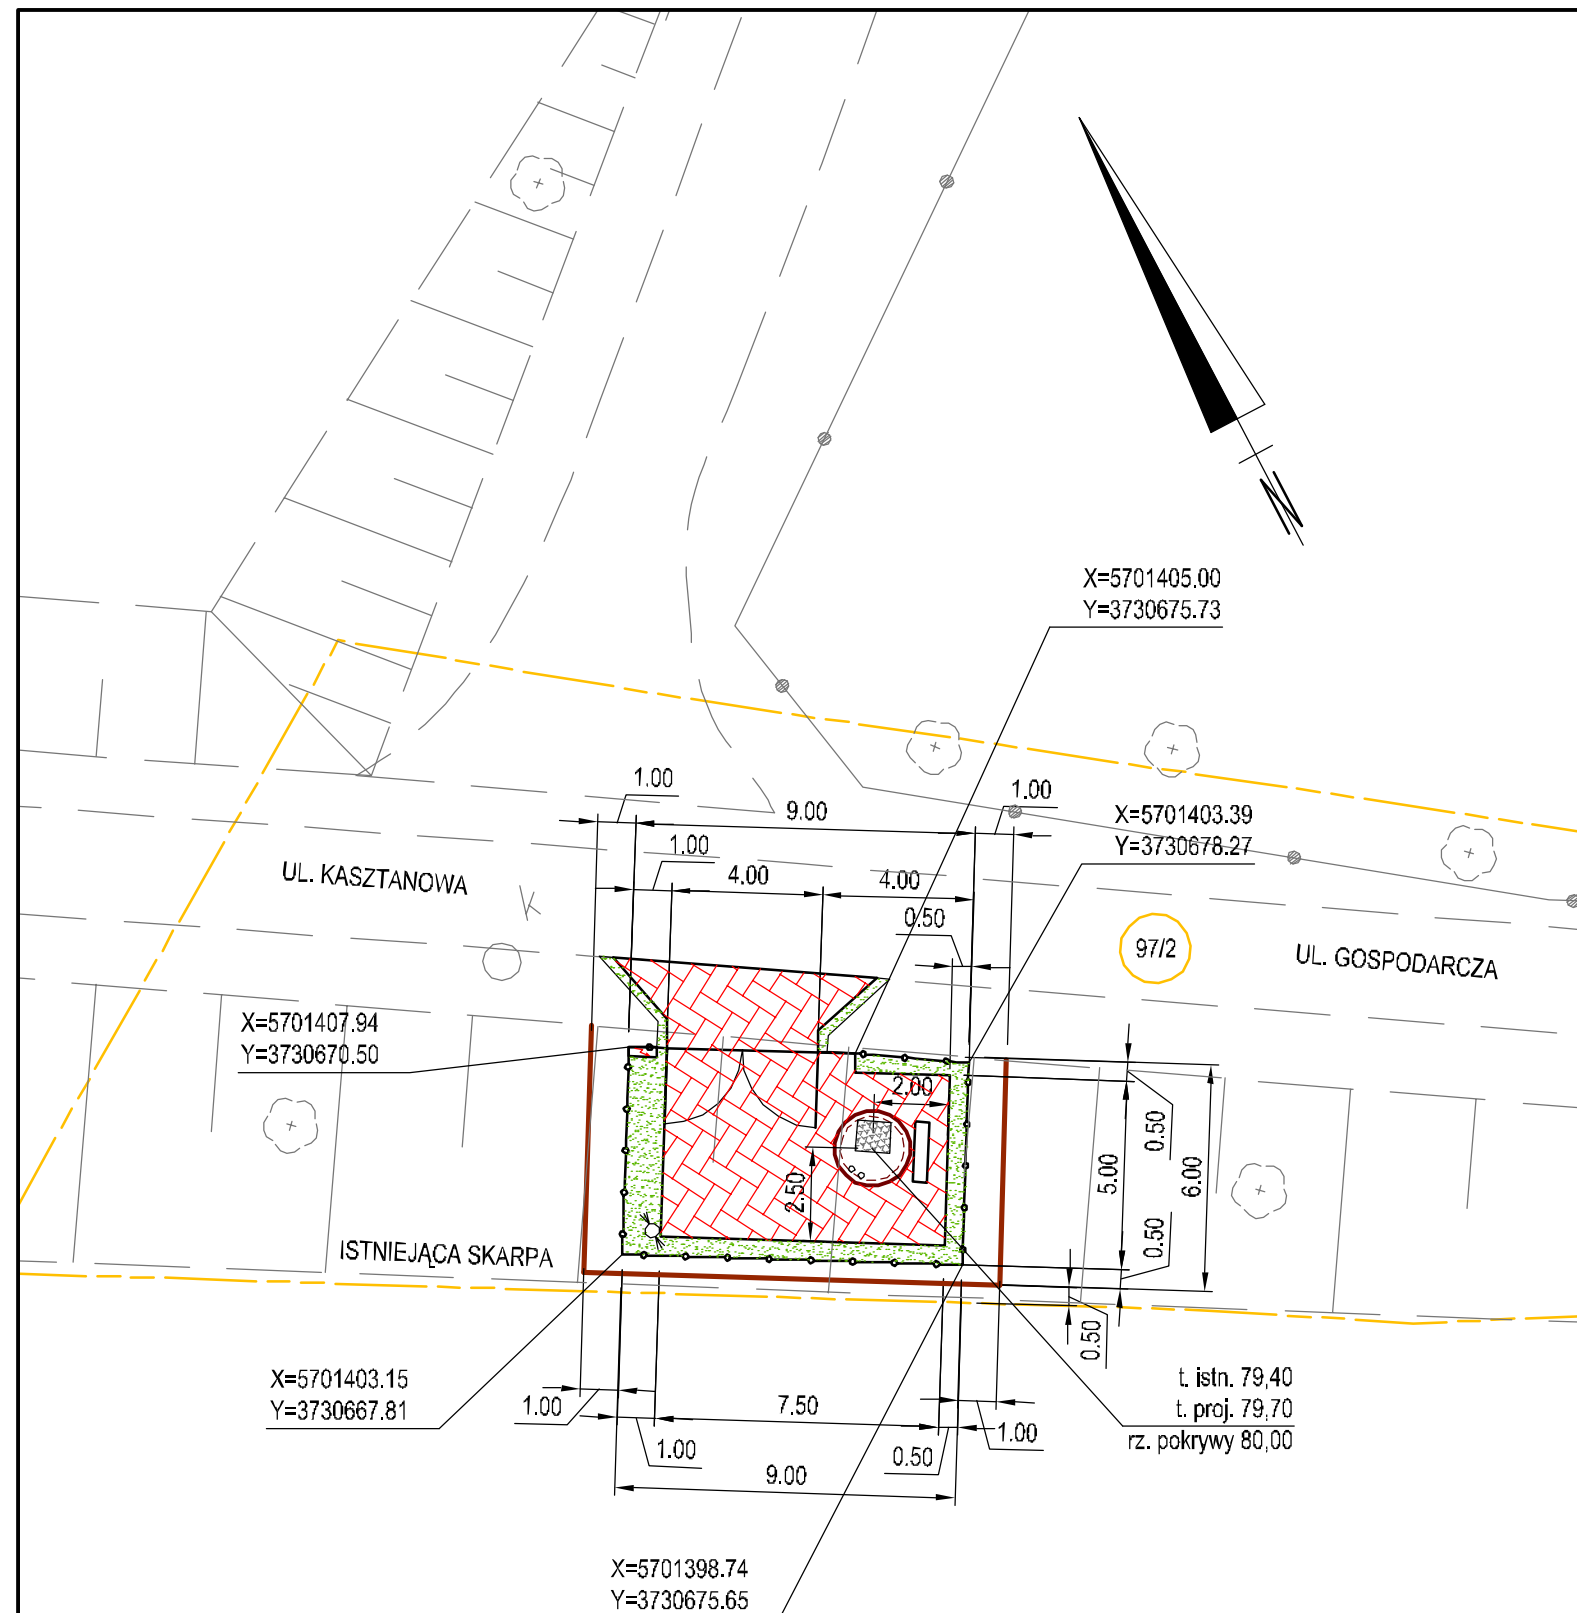 N
X=5701405.00
Y=3730675.73
1.00
9.00
1.00
X=5701403.39
Y=3730678.27
1.00
4.00
4.00
0.50
UL. KASZTANOWA
k
97/2
UL. GOSPODARCZA
X=5701407.94
Y=3730670.50
2.00
0.50
5.00
6.00
2.50
0.50
ISTNIEJĄCA SKARPA
0.50
X=5701403.15
Y=3730667.81
1.00
7.50
1.00
1.00
0.50
9.00
t. istn. 79,40
t. proj. 79,70
rz. pokrywy 80,00
X=5701398.74
Y=3730675.65